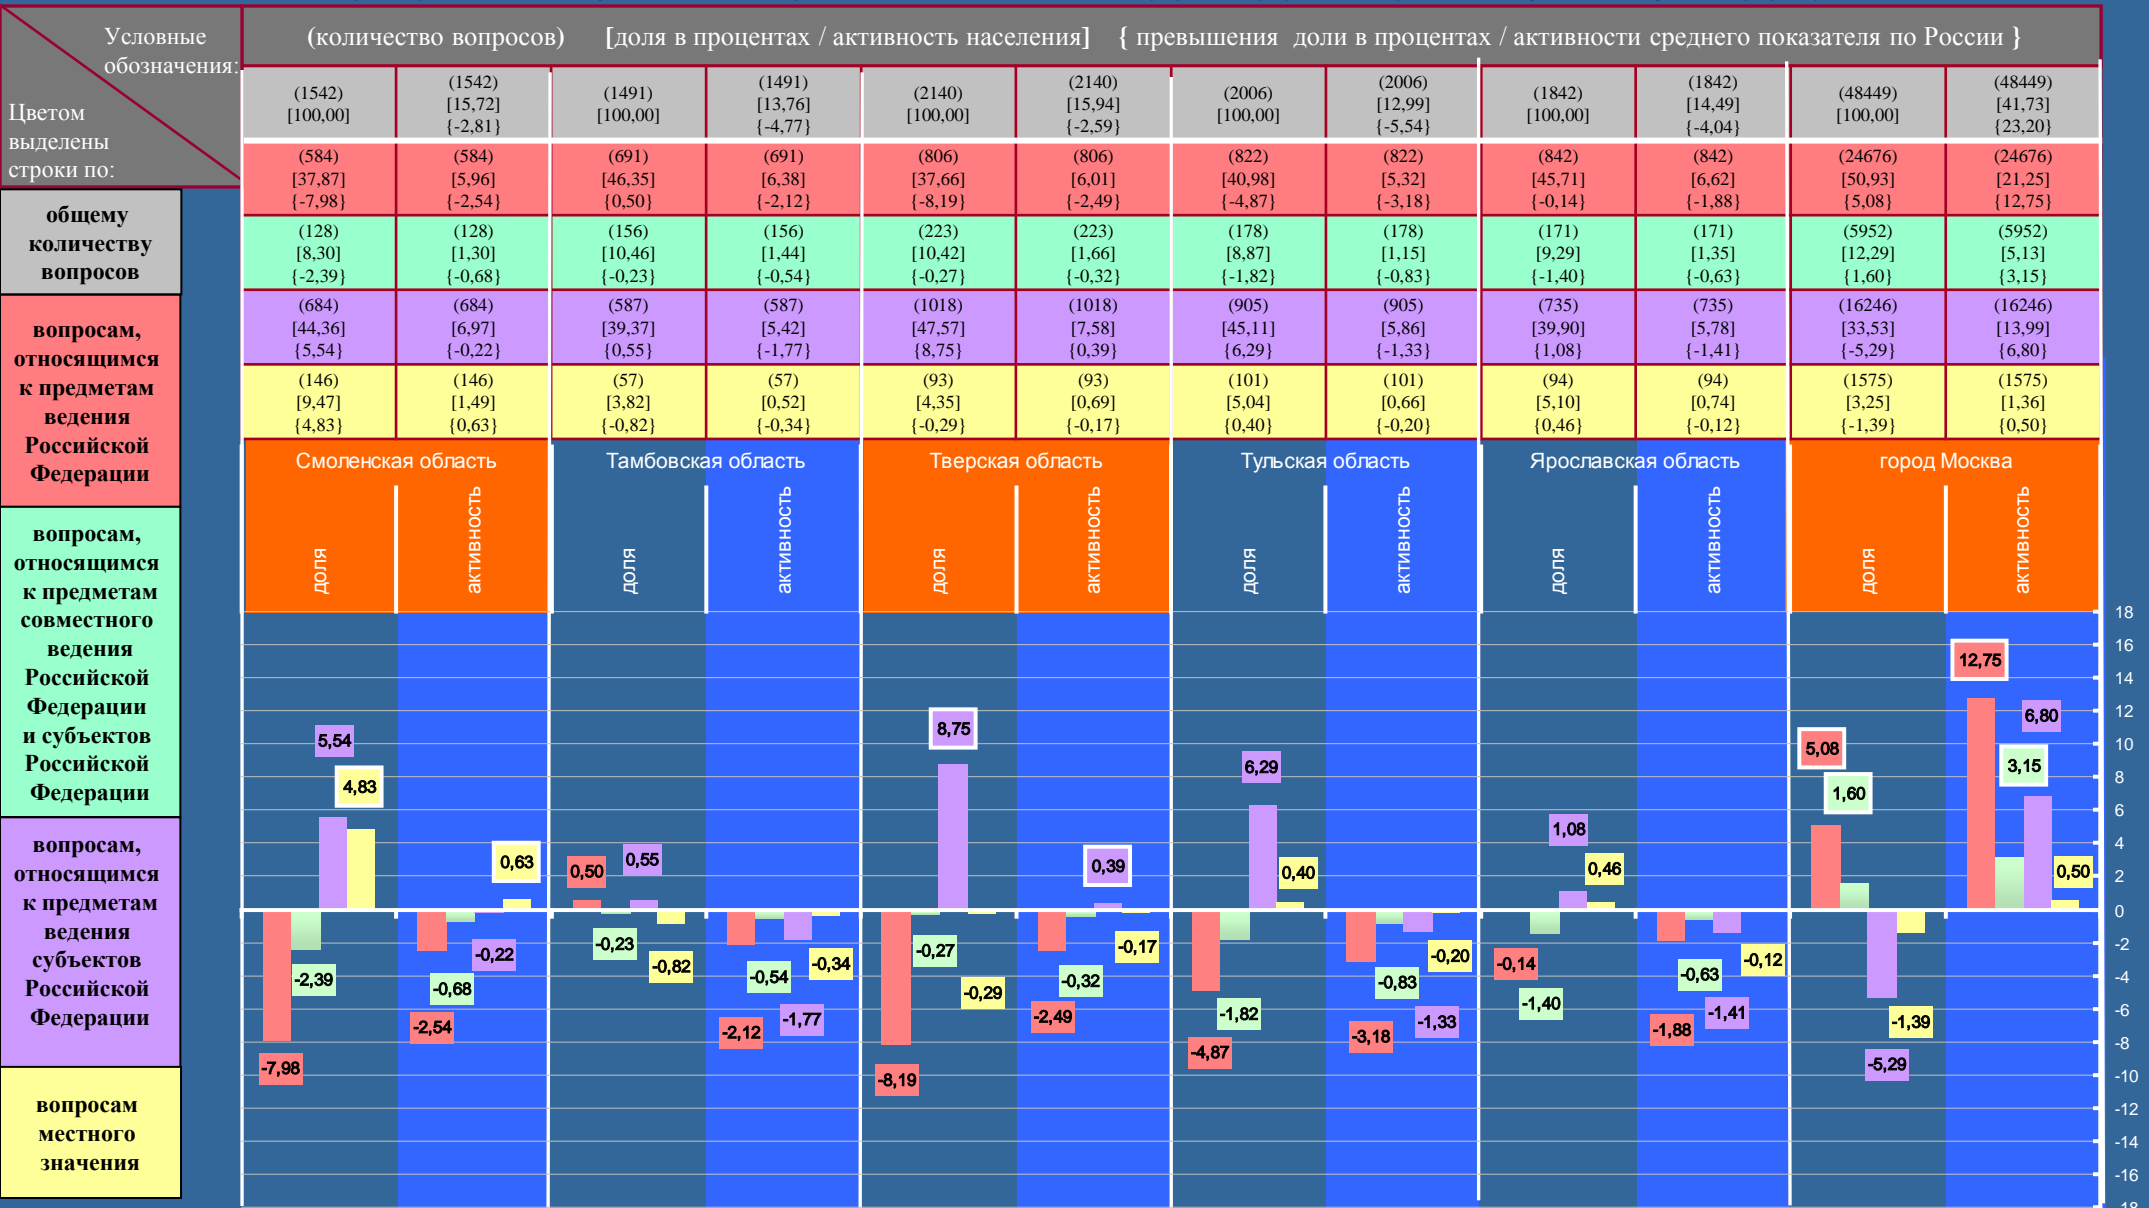 Условные
обозначения:
Цветом
выделены
строки по:
(количество вопросов) [доля в процентах / активность населения] { превышения доли в процентах / активности среднего показателя по России }
(1542) (1542) (1491) (1491) (2140) (2140) (2006) (2006) (1842) (1842) (48449) (48449)
[100,00] [15,72] [100,00] [13,76] [100,00] [15,94] [100,00] [12,99] [100,00] [14,49] [100,00] [41,73]
{-2,81} {-4,77} {-2,59} {-5,54} {-4,04} {23,20}
(584) (584) (691) (691) (806) (806) (822) (822) (842) (842) (24676) (24676)
[37,87] [5,96] [46,35] [6,38] [37,66] [6,01] [40,98] [5,32] [45,71] [6,62] [50,93] [21,25]
{-7,98} {-2,54} {0,50} {-2,12} {-8,19} {-2,49} {-4,87} {-3,18} {-0,14} {-1,88} {5,08} {12,75}
(128) (128) (156) (156) (223) (223) (178) (178) (171) (171) (5952) (5952)
[8,30] [1,30] [10,46] [1,44] [10,42] [1,66] [8,87] [1,15] [9,29] [1,35] [12,29] [5,13]
{-2,39} {-0,68} {-0,23} {-0,54} {-0,27} {-0,32} {-1,82} {-0,83} {-1,40} {-0,63} {1,60} {3,15}
(684) (684) (587) (587) (1018) (1018) (905) (905) (735) (735) (16246) (16246)
[44,36] [6,97] [39,37] [5,42] [47,57] [7,58] [45,11] [5,86] [39,90] [5,78] [33,53] [13,99]
{5,54} {-0,22} {0,55} {-1,77} {8,75} {0,39} {6,29} {-1,33} {1,08} {-1,41} {-5,29} {6,80}
(146) (146) (57) (57) (93) (93) (101) (101) (94) (94) (1575) (1575)
[9,47] [1,49] [3,82] [0,52] [4,35] [0,69] [5,04] [0,66] [5,10] [0,74] [3,25] [1,36]
{4,83} {0,63} {-0,82} {-0,34} {-0,29} {-0,17} {0,40} {-0,20} {0,46} {-0,12} {-1,39} {0,50}
общему
количеству
вопросов
вопросам,
относящимся
к предметам
ведения
Российской
Федерации
вопросам,
относящимся
к предметам
совместного
ведения
Российской
Федерации
и субъектов
Российской
Федерации
вопросам,
относящимся
к предметам
ведения
субъектов
Российской
Федерации
вопросам
местного
значения
Смоленская область Тамбовская область Тверская область Тульская область Ярославская область город Москва
доля активность доля активность доля активность доля активность доля активность доля активность
-7,98
-2,39
5,54
4,83
-2,54
-0,68
-0,22
0,63
0,50
-0,23
0,55
-0,82
-2,12
-0,54
-1,77
-0,34
-8,19
-0,27
8,75
-0,29
-2,49
-0,32
0,39
-0,17
-4,87
-1,82
6,29
0,40
-3,18
-0,83
-1,33
-0,20
-0,14
-1,40
1,08
0,46
-1,88
-0,63
-1,41
-0,12
5,08
1,60
-5,29
-1,39
12,75
3,15
6,80
0,50
18
16
14
12
10
8
6
4
2
0
-2
-4
-6
-8
-10
-12
-14
-16
-18